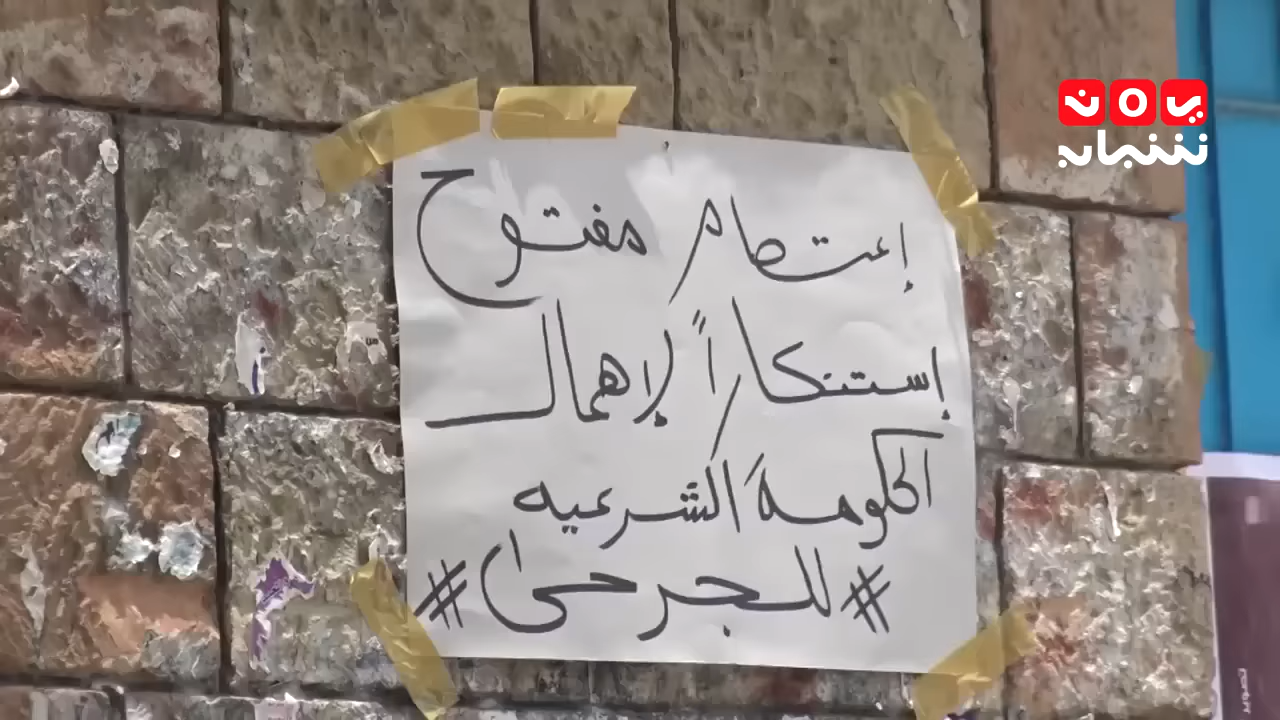 يمن
شباب
إعتصام مفتوح
إستنكاراً لإهمال
الحكومةَ الشرعيه
# للجرحى #